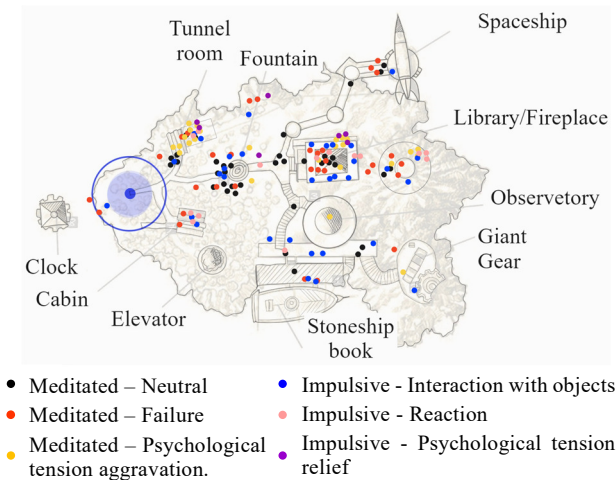 Tunnel
room
Spaceship
Fountain
Library/Fireplace
Observetory
Giant
Gear
Clock
Cabin
Elevator
Stoneship
book
Meditated – Neutral
Meditated – Failure
Meditated – Psychological
tension aggravation.
Impulsive - Interaction with objects
Impulsive - Reaction
Impulsive - Psychological tension
relief